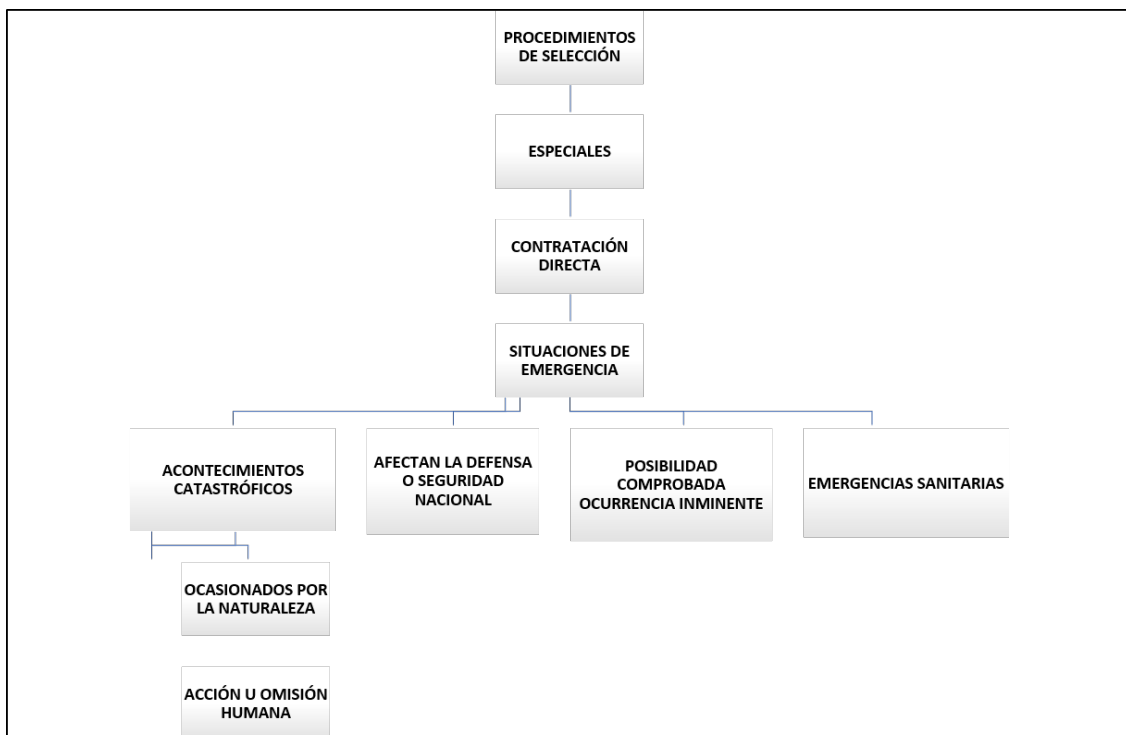 PROCEDIMIENTOS
DE SELECCIÓN
ESPECIALES
CONTRATACIÓN
DIRECTA
SITUACIONES DE
EMERGENCIA
ACONTECIMIENTOS
CATASTRÓFICOS
AFECTAN LA DEFENSA
O SEGURIDAD
NACIONAL
POSIBILIDAD
COMPROBADA
OCURRENCIA INMINENTE
EMERGENCIAS SANITARIAS
OCASIONADOS POR
LA NATURALEZA
ACCIÓN U OMISIÓN
HUMANA